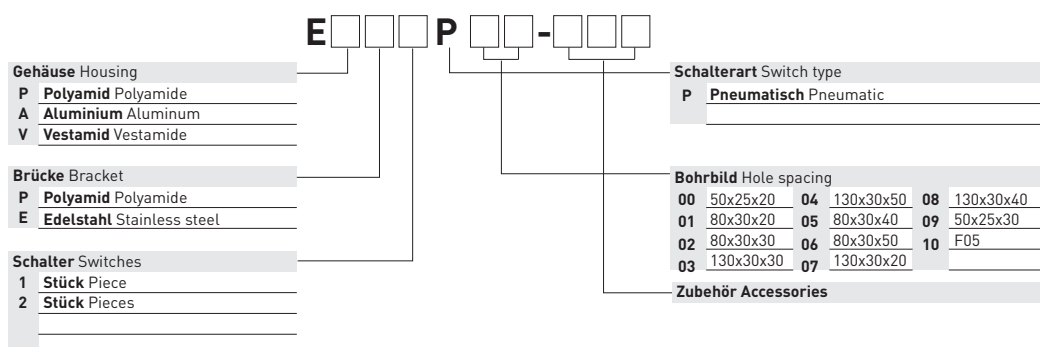 E□□□P □□-□□□
Gehäuse Housing
P Polyamid Polyamide
A Aluminium Aluminum
V Vestamid Vestamide
Brücke Bracket
P Polyamid Polyamide
E Edelstahl Stainless steel
Schalter Switches
1 Stück Piece
2 Stück Pieces
Schalterart Switch type
P Pneumatisch Pneumatic
Bohrbild Hole spacing
00 50x25x20 04 130x30x50 08 130x30x40
01 80x30x20 05 80x30x40 09 50x25x30
02 80x30x30 06 80x30x50 10 F05
03 130x30x30 07 130x30x20
Zubehör Accessories